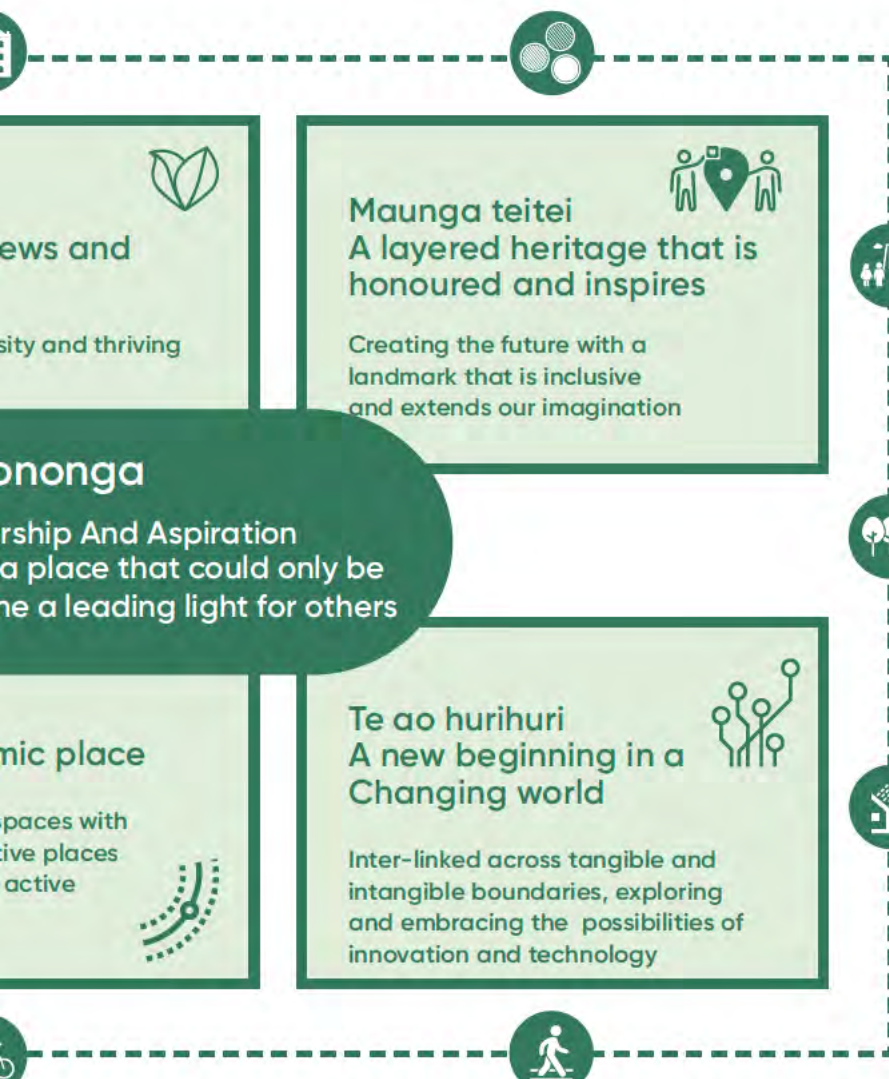 ews and
sity and thriving
Maunga teitei
A layered heritage that is
honoured and inspires
Creating the future with a
landmark that is inclusive
and extends our imagination
ononga
rship And Aspiration
a place that could only be
me a leading light for others
mic place
spaces with
tive places
active
Te ao hurihuri
A new beginning in a
Changing world
Inter-linked across tangible and
intangible boundaries, exploring
and embracing the possibilities of
innovation and technology